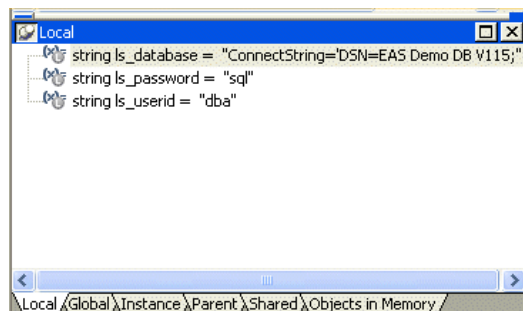 Local
string ls_database = "ConnectString='DSN=EAS Demo DB V115;"
string ls_password = "sql"
string ls_userid = "dba"
Local Global Instance Parent Shared Objects in Memory